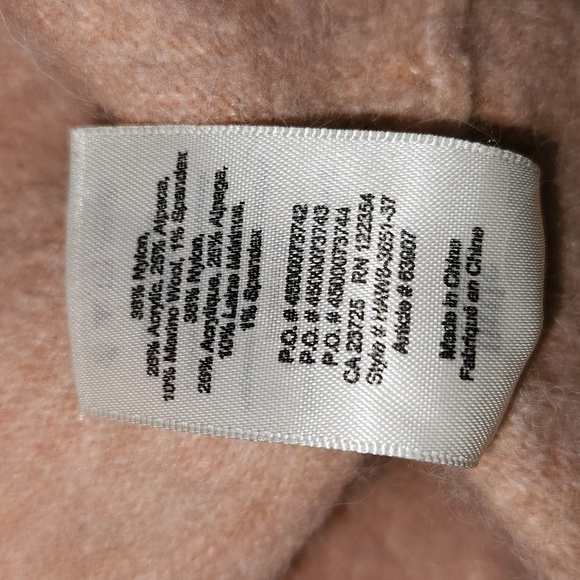 38% Nylon,
26% Acrylic, 25% Alpaca,
10% Merino Wool, 1% Spandex
38% Nylon,
26% Acrylique, 25% Alpaga,
10% Laine Mérinos,
1% Spandex
P.O. # 4500073742
P.O. # 4500073743
P.O. # 4500073744
CA 26725 RN 122354
Style # HAW8-3651-37
Article # 63907
Made in China
Fabriqué en Chine